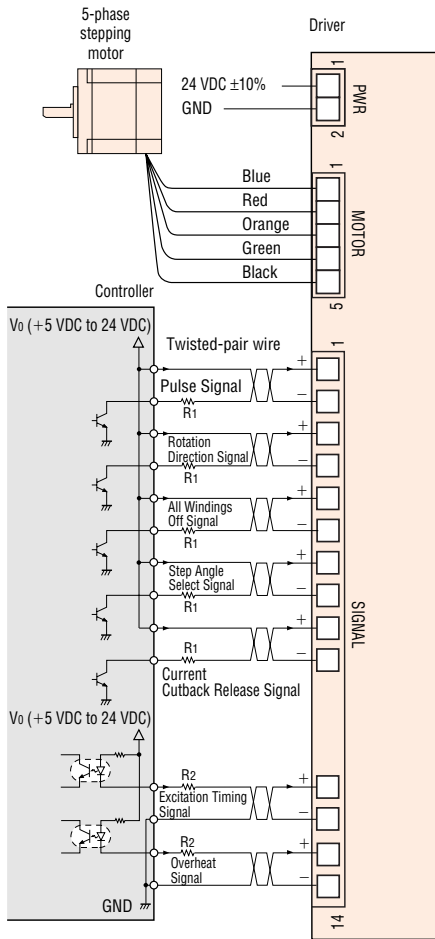 5-phase
stepping
motor
Driver
24 VDC ±10%
GND
1
2
PWR
Blue
Red
Orange
Green
Black
1
5
MOTOR
Controller
V0 (+5 VDC to 24 VDC)
Twisted-pair wire
1
+
Pulse Signal
−
R1
+
Rotation
Direction Signal
−
R1
+
All Windings
Off Signal
−
R1
+
Step Angle
Select Signal
−
R1
SIGNAL
+
R1
−
Current
Cutback Release Signal
V0 (+5 VDC to 24 VDC)
R2
+
Excitation Timing
Signal
−
R2
+
Overheat
Signal
−
GND
14